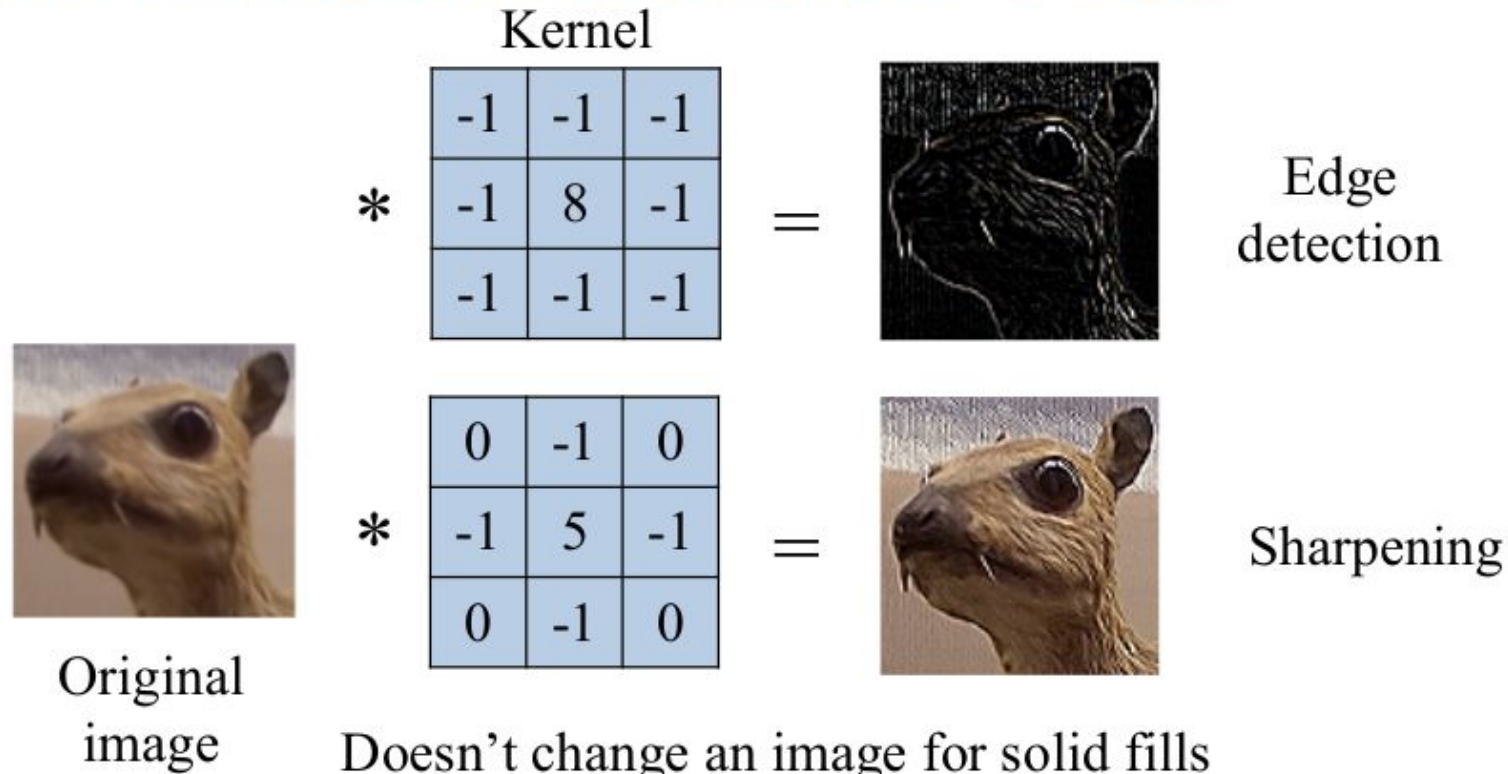 Kernel
-1 -1 -1
* -1 8 -1 =
-1 -1 -1
Edge
detection
0 -1 0
* -1 5 -1 =
0 -1 0
Sharpening
Original
image
Doesn't change an image for solid fills